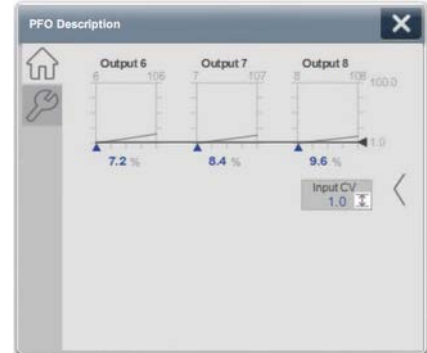 PFO Description
Output 6 Output 7 Output 8
6 106 7 107 8 108 100.0
1.0
7.2 % 8.4 % 9.6 %
Input CV
1.0